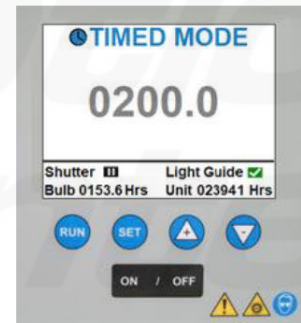 TIMED MODE
0200.0
Shutter Light Guide
Bulb 0153.6 Hrs Unit 023941 Hrs
RUN SET + -
ON / OFF